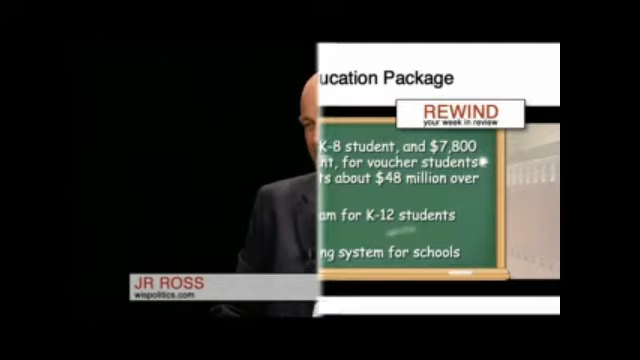 ucation Package
REWIND
your week in review
K-8 student, and $7,800
nt, for voucher students
ts about $48 million over
am for K-12 students
ng system for schools
JR ROSS
wispolitics.com